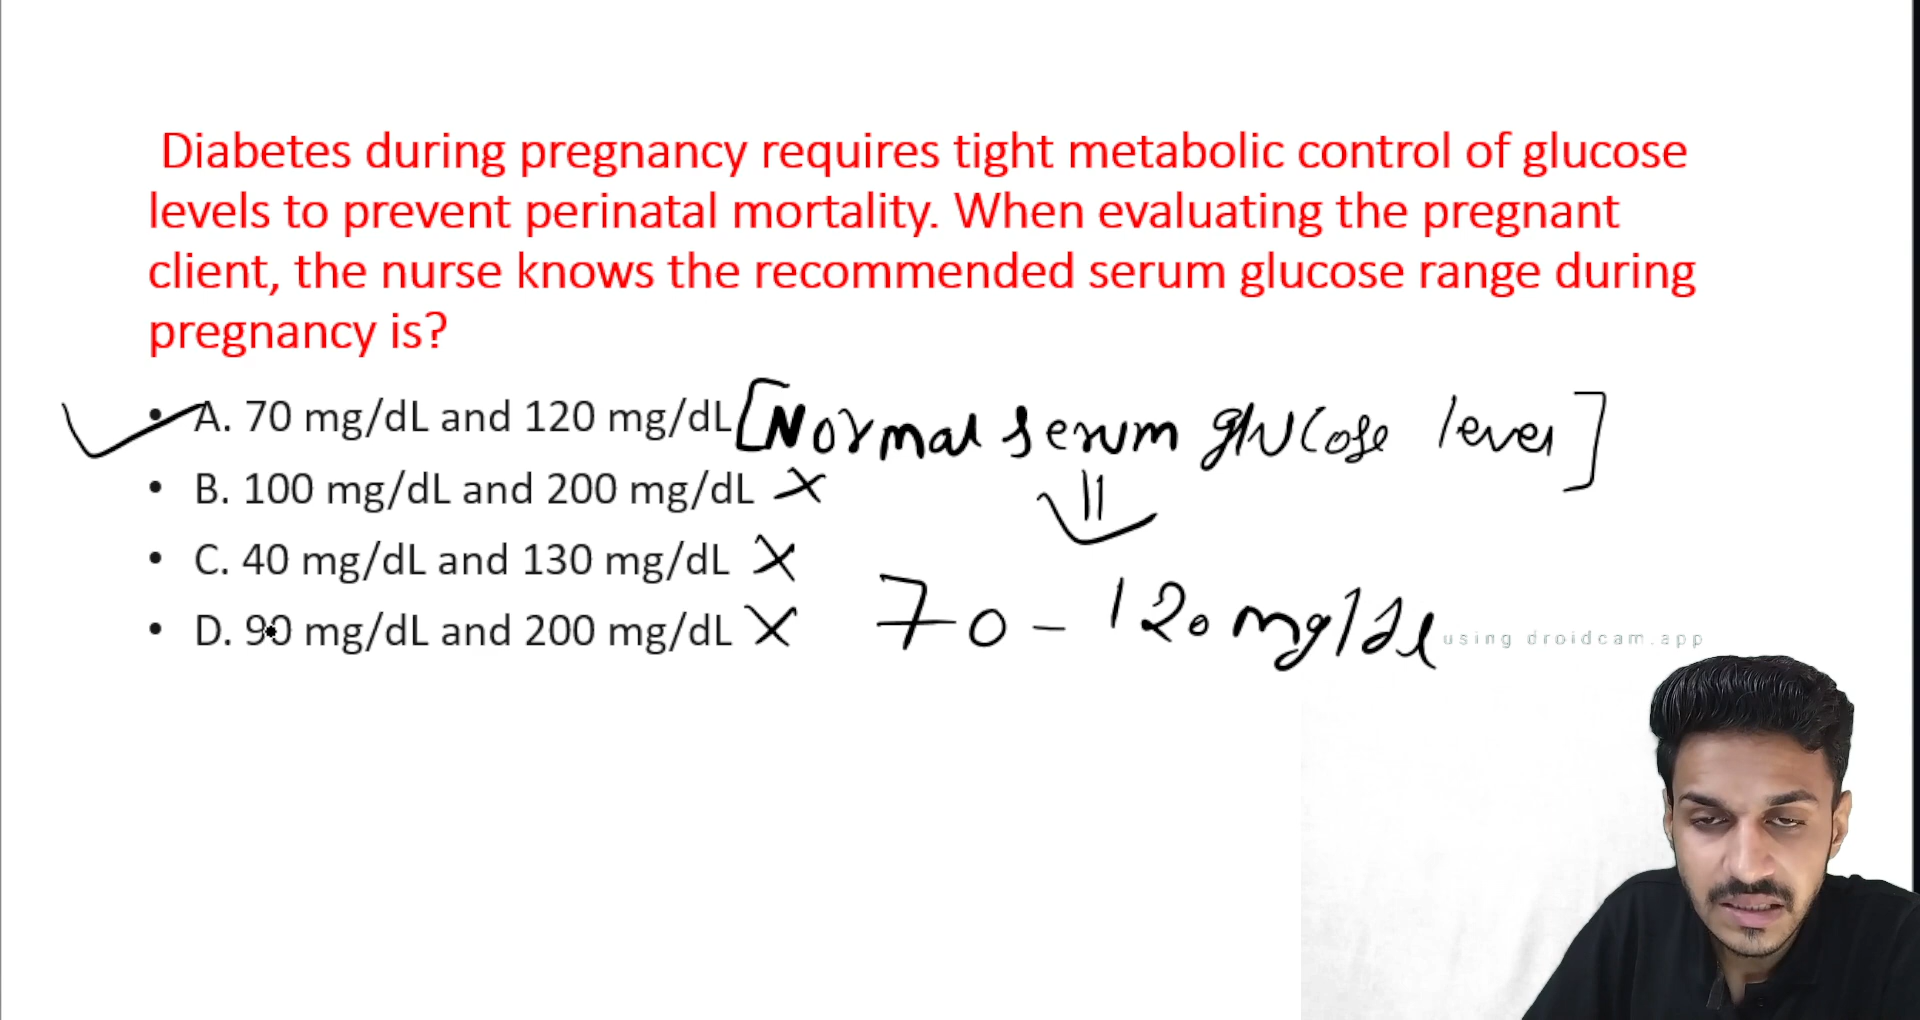 Diabetes during pregnancy requires tight metabolic control of glucose
levels to prevent perinatal mortality. When evaluating the pregnant
client, the nurse knows the recommended serum glucose range during
pregnancy is?
• A. 70 mg/dL and 120 mg/dL [Normal serum glucose level]
• B. 100 mg/dL and 200 mg/dL X
• C. 40 mg/dL and 130 mg/dL X
• D. 90 mg/dL and 200 mg/dL X
70 - 120 mg/dl
using droidcam.app